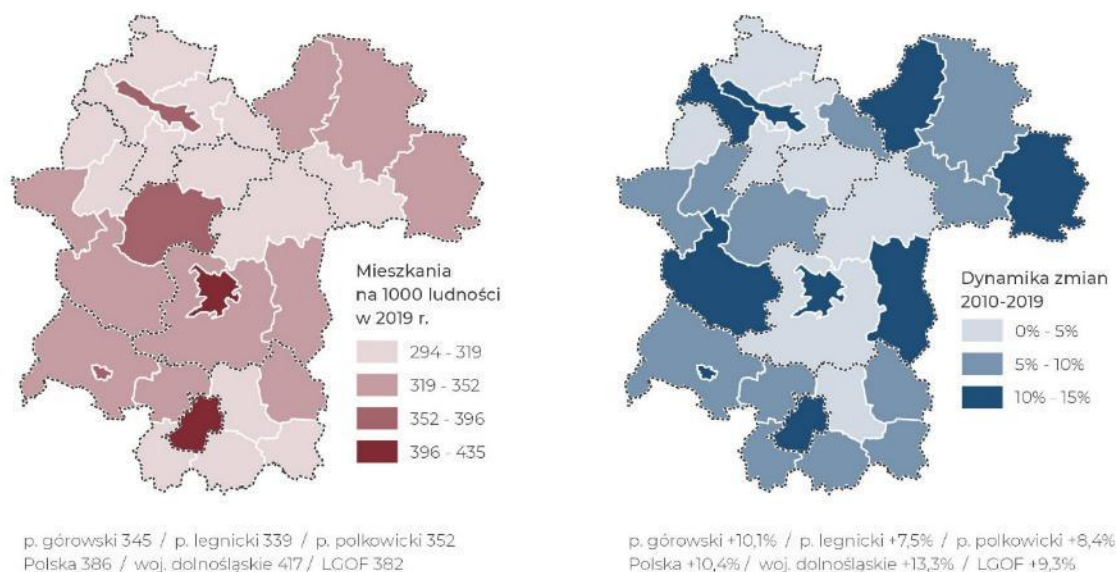 Mieszkania
na 1000 ludności
w 2019 r.
294 - 319
319 - 352
352 - 396
396 - 435
Dynamika zmian
2010-2019
0% - 5%
5% - 10%
10% - 15%
p. górowski 345 / p. legnicki 339 / p. polkowicki 352
Polska 386 / woj. dolnośląskie 417 / LGOF 382
p. górowski +10,1% / p. legnicki +7,5% / p. polkowicki +8,4%
Polska +10,4% / woj. dolnośląskie +13,3% / LGOF +9,3%